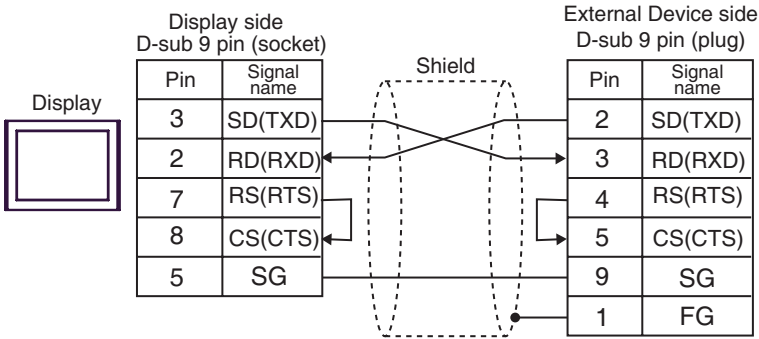 Display side
D-sub 9 pin (socket)
External Device side
D-sub 9 pin (plug)
Display
Shield
Pin Signal name
3 SD(TXD)
2 RD(RXD)
7 RS(RTS)
8 CS(CTS)
5 SG
Pin Signal name
2 SD(TXD)
3 RD(RXD)
4 RS(RTS)
5 CS(CTS)
9 SG
1 FG